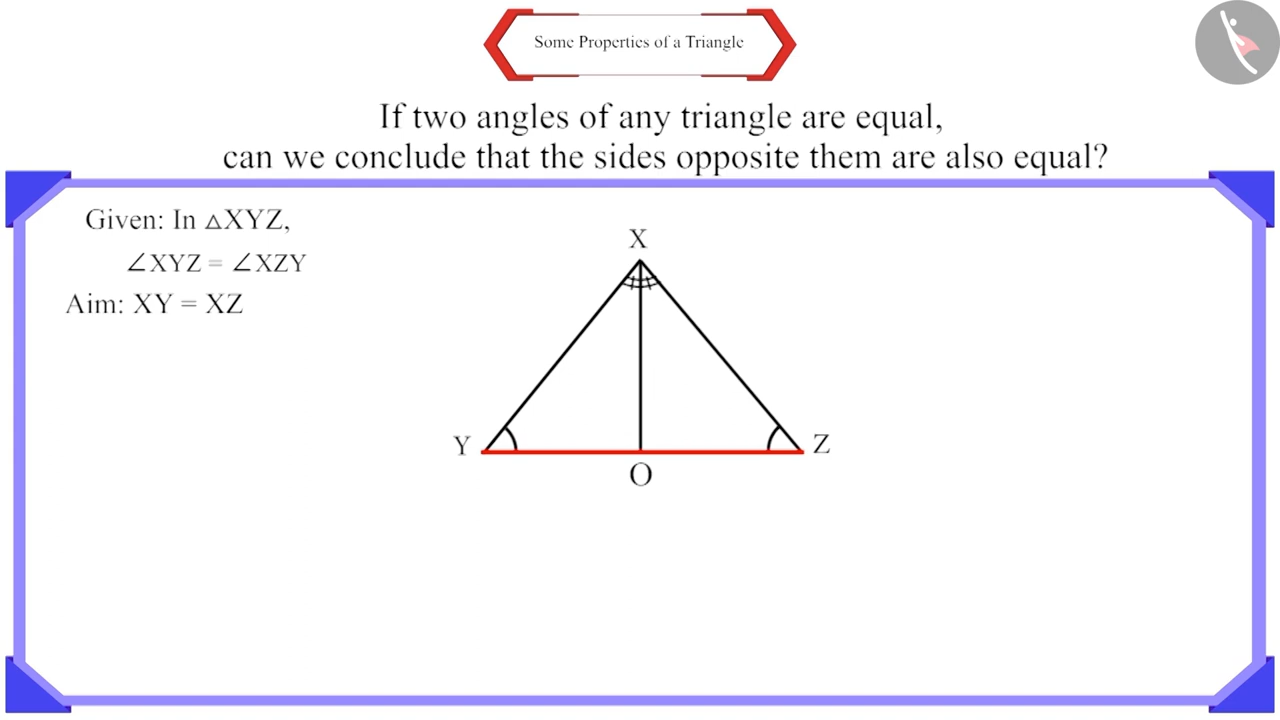 Some Properties of a Triangle
If two angles of any triangle are equal,
can we conclude that the sides opposite them are also equal?
Given: In △XYZ,
∠XYZ = ∠XZY
Aim: XY = XZ
X
Y
Z
O